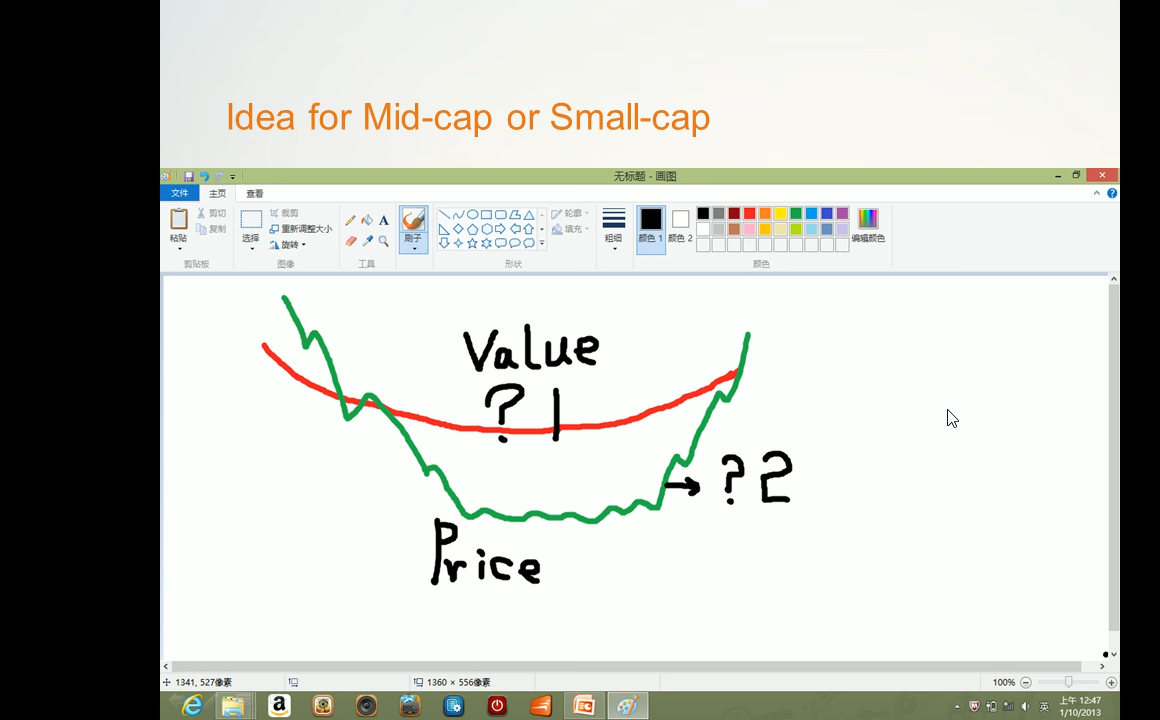 Idea for Mid-cap or Small-cap
无标题 - 画图
文件 主页 查看
粘贴
剪切
复制
剪贴板
选择
裁剪
重新调整大小
旋转
图像
A
工具
刷子
形状
轮廓
填充
粗细
颜色 1
颜色 2
编辑颜色
颜色
Value
? 1
? 2
Price
1341, 527像素
1360 × 556像素
100%
英
上午 12:47
1/10/2013